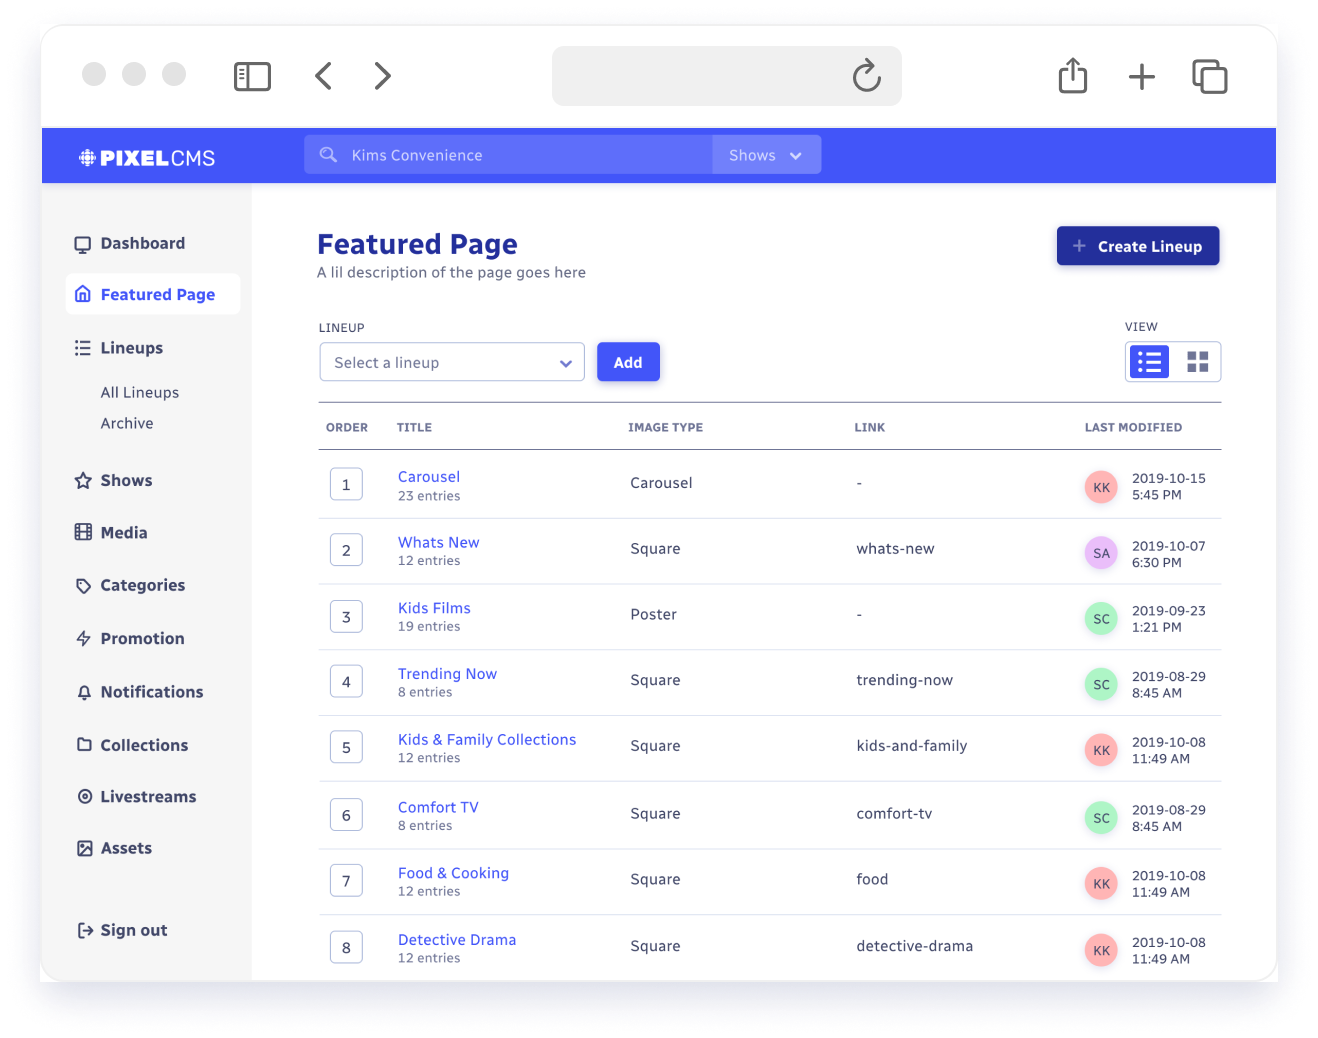 PIXEL CMS
Kims Convenience
Shows
Dashboard
Featured Page
Lineups
All Lineups
Archive
Shows
Media
Categories
Promotion
Notifications
Collections
Livestreams
Assets
Sign out
Featured Page
A lil description of the page goes here
+ Create Lineup
LINEUP
Select a lineup
Add
VIEW
ORDER TITLE IMAGE TYPE LINK LAST MODIFIED
1 Carousel Carousel - KK 2019-10-15
23 entries 5:45 PM
2 Whats New Square whats-new SA 2019-10-07
12 entries 6:30 PM
3 Kids Films Poster - SC 2019-09-23
19 entries 1:21 PM
4 Trending Now Square trending-now SC 2019-08-29
8 entries 8:45 AM
5 Kids & Family Collections Square kids-and-family KK 2019-10-08
12 entries 11:49 AM
6 Comfort TV Square comfort-tv SC 2019-08-29
8 entries 8:45 AM
7 Food & Cooking Square food KK 2019-10-08
12 entries 11:49 AM
8 Detective Drama Square detective-drama KK 2019-10-08
12 entries 11:49 AM